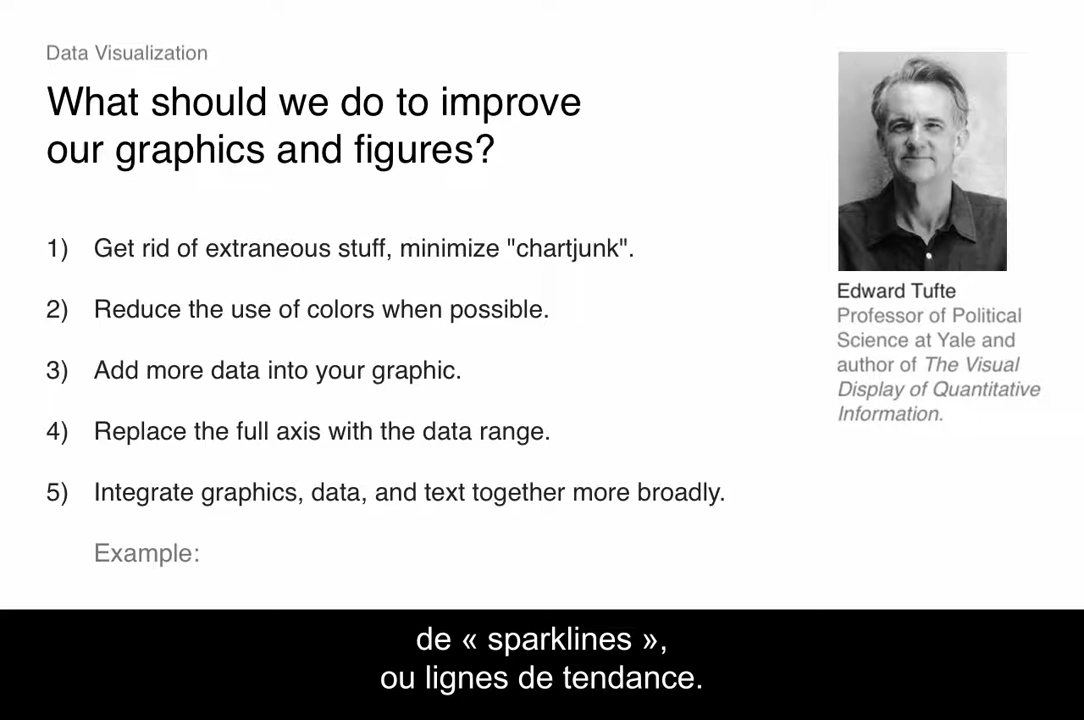 Data Visualization
What should we do to improve
our graphics and figures?
1) Get rid of extraneous stuff, minimize "chartjunk".
2) Reduce the use of colors when possible.
3) Add more data into your graphic.
4) Replace the full axis with the data range.
5) Integrate graphics, data, and text together more broadly.
Example:
Edward Tufte
Professor of Political
Science at Yale and
author of The Visual
Display of Quantitative
Information.
de « sparklines »,
ou lignes de tendance.